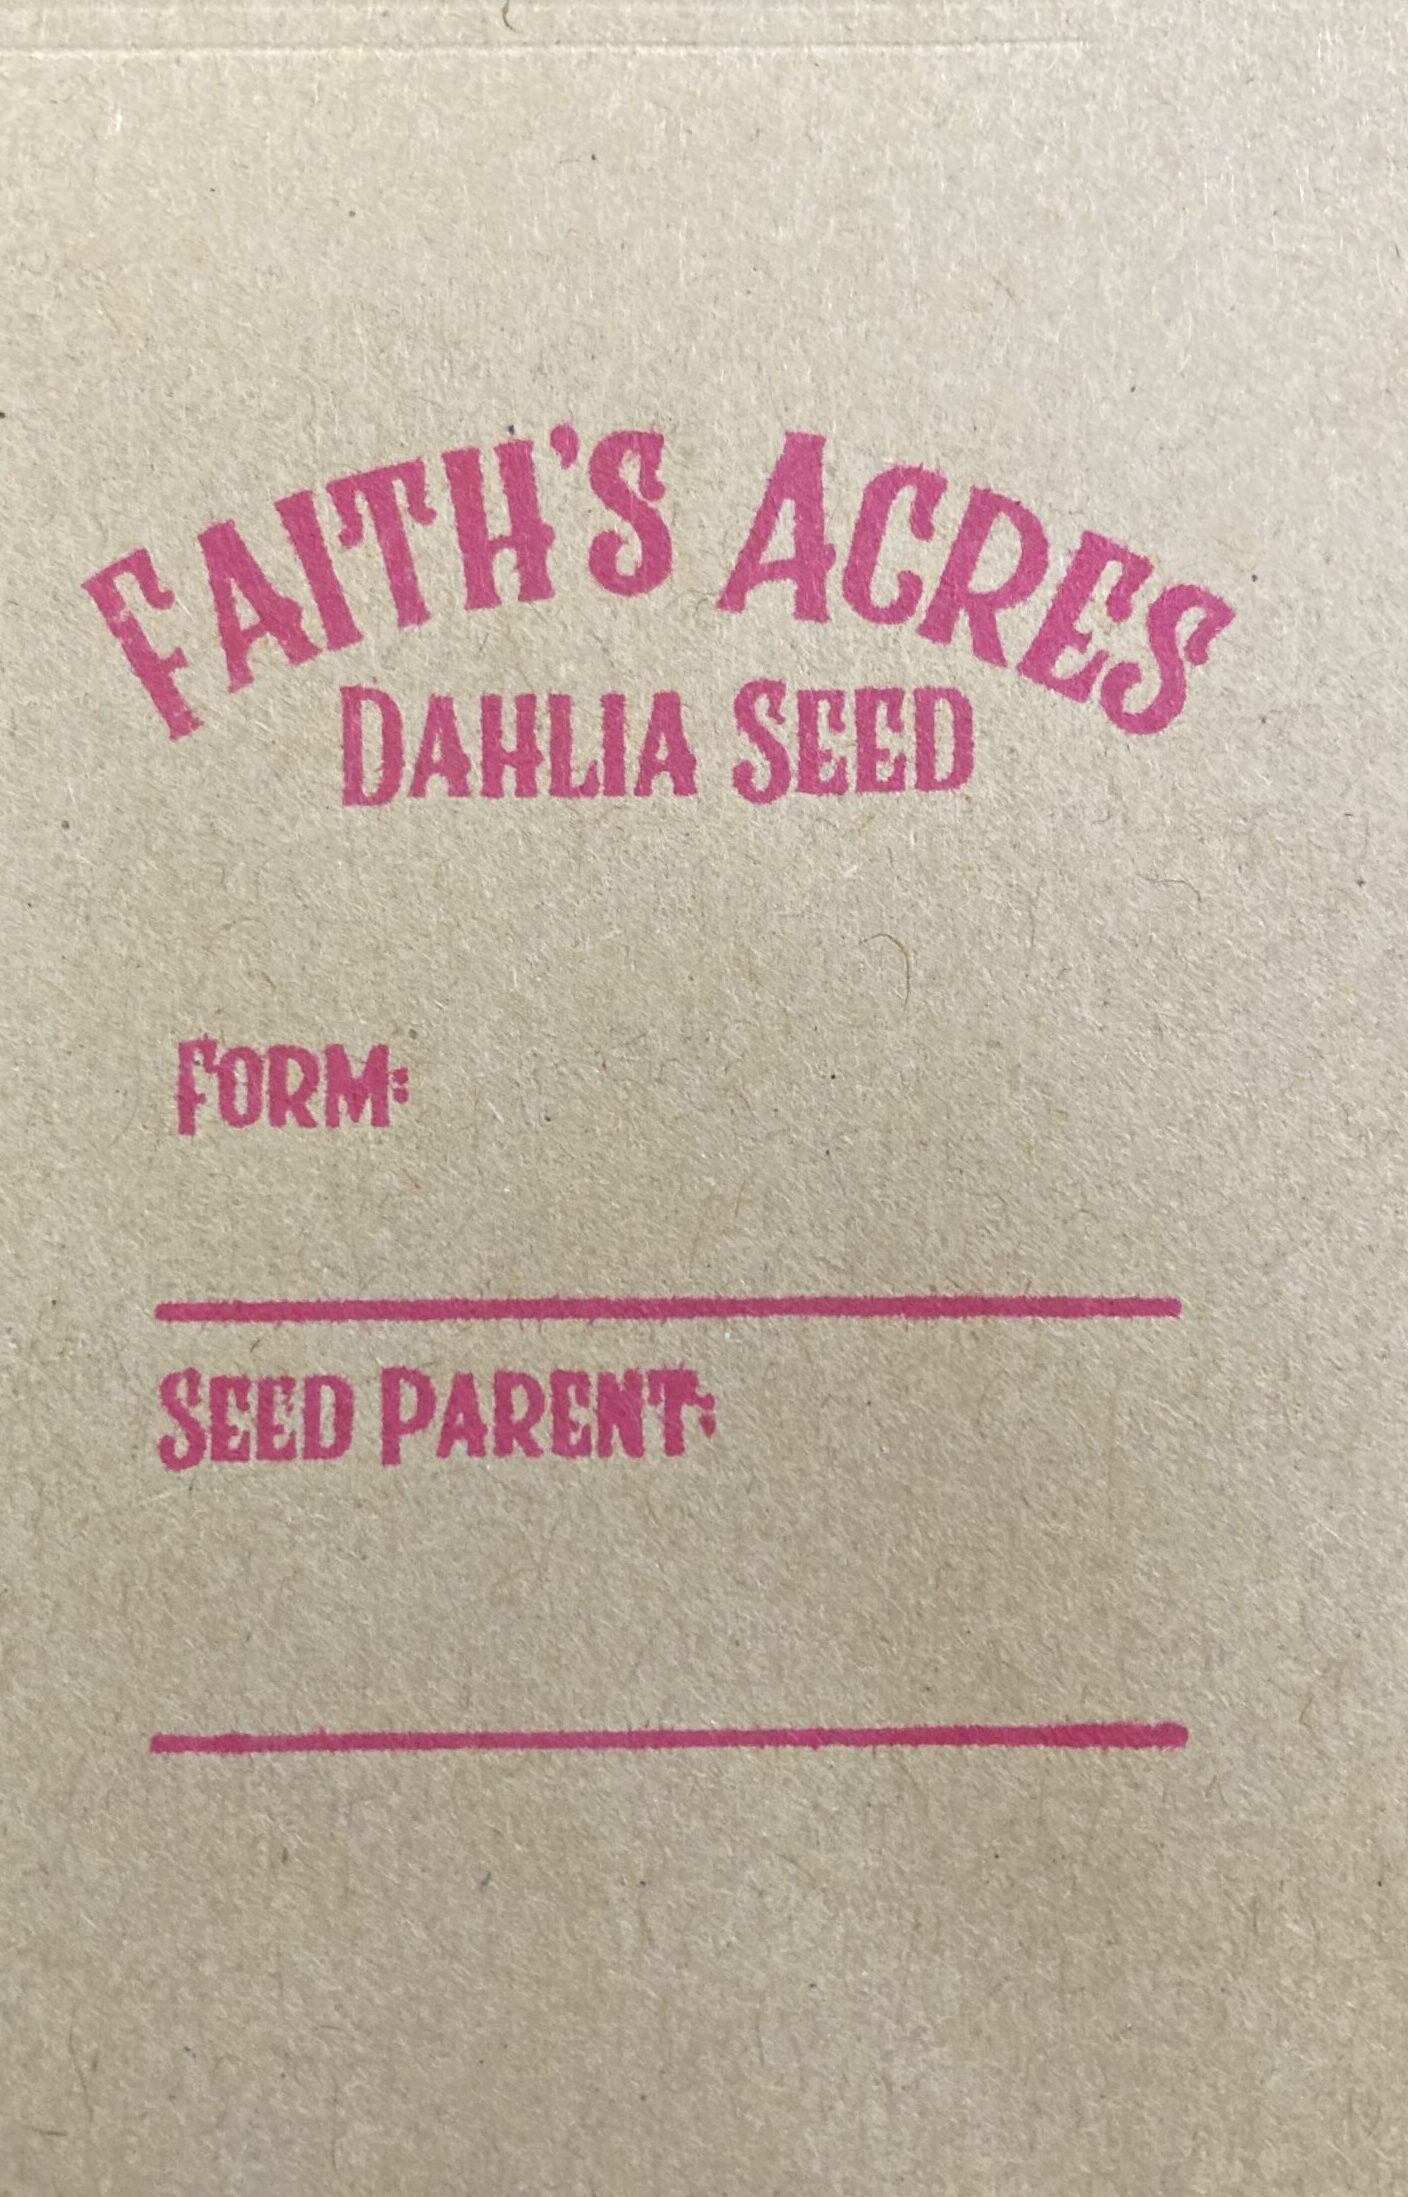 Faith's Acres
Dahlia Seed
Form:
Seed Parent: